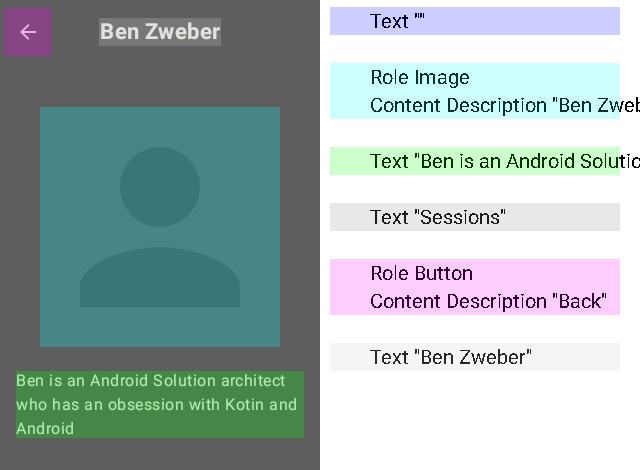 Ben Zweber
Ben is an Android Solution architect
who has an obsession with Kotin and
Android
Text ""
Role Image
Content Description "Ben Zweb
Text "Ben is an Android Solutio
Text "Sessions"
Role Button
Content Description "Back"
Text "Ben Zweber"